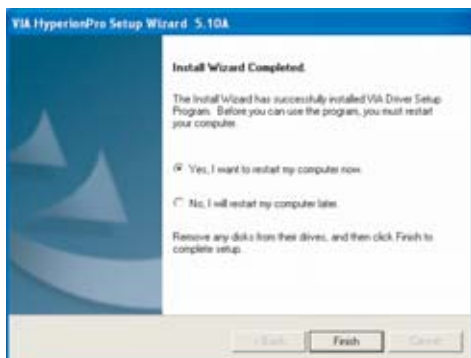 VIA HyperionPro Setup Wizard 5.10A
Install Wizard Completed.
The Install Wizard has successfully installed VIA Driver Setup
Program. Before you can use the program, you must restart
your computer.
Yes, I want to restart my computer now.
No, I will restart my computer later.
Remove any disks from their drives, and then click Finish to
complete setup.
< Back Finish Cancel